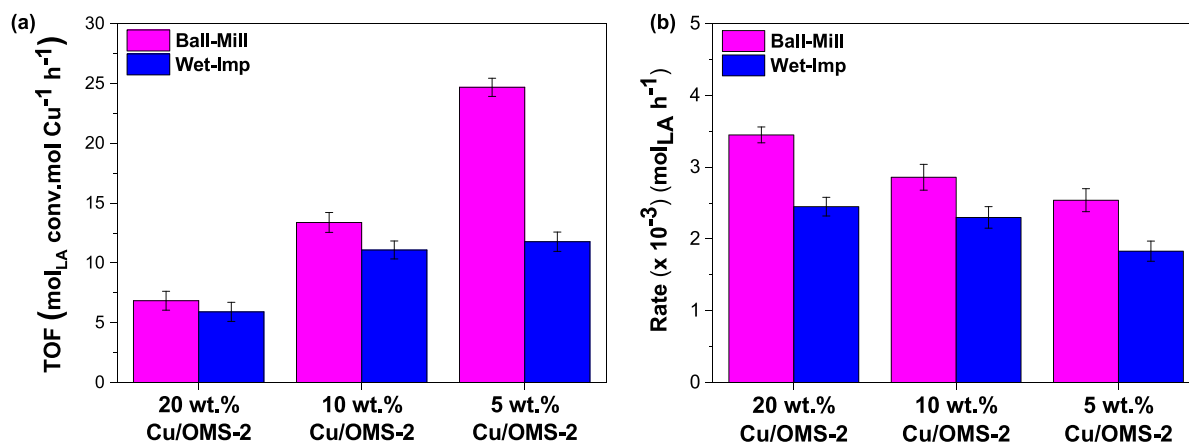 (a)
TOF (mol_LA conv.mol Cu⁻¹ h⁻¹)
30
25
20
15
10
5
0
Ball-Mill
Wet-Imp
20 wt.% Cu/OMS-2
10 wt.% Cu/OMS-2
5 wt.% Cu/OMS-2
(b)
Rate (x 10⁻³) (mol_LA h⁻¹)
5
4
3
2
1
0
Ball-Mill
Wet-Imp
20 wt.% Cu/OMS-2
10 wt.% Cu/OMS-2
5 wt.% Cu/OMS-2